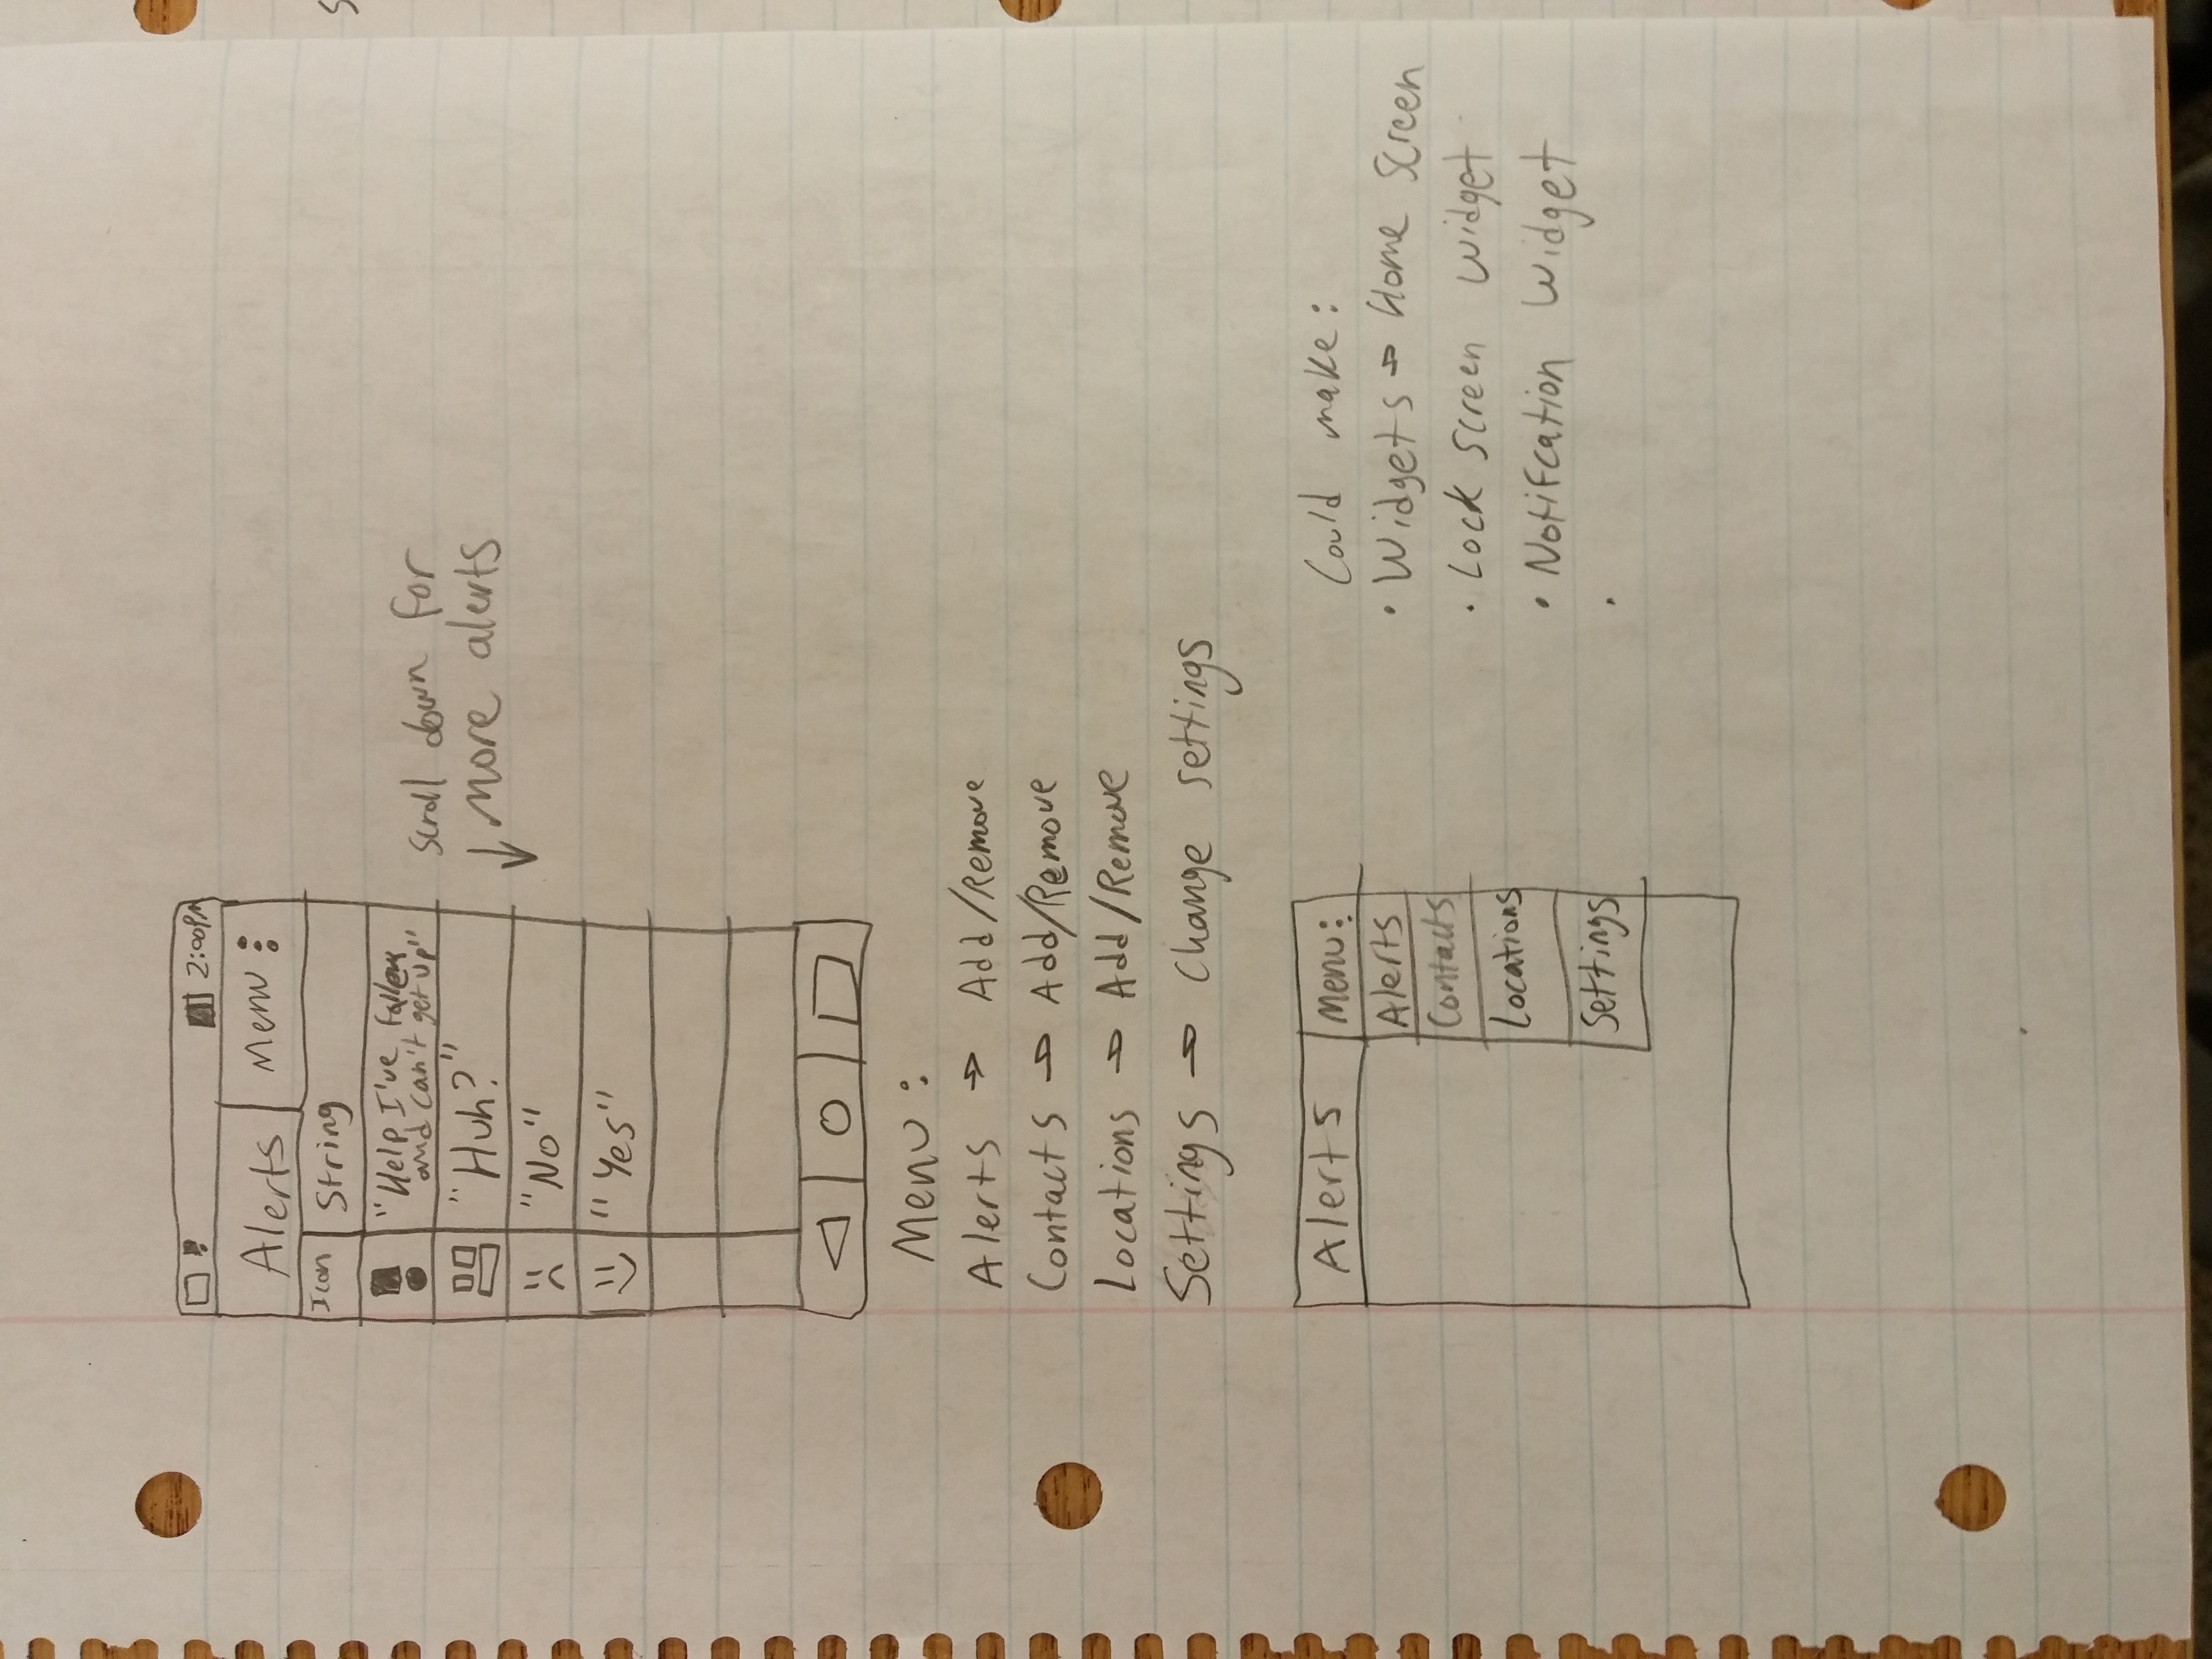 2:00PM
Alerts Menu :
Icon String
"Help I've fallen
and can't get up"
"Huh?"
"No"
"Yes"
Scroll down for
↓ More alerts
Menu :
Alerts → Add/Remove
Contacts → Add/Remove
Locations → Add/Remove
Settings → Change settings
Alerts Menu:
Alerts
Contacts
Locations
Settings
Could make:
• Widgets → Home Screen
• Lock Screen Widget
• Notifcation Widget
•